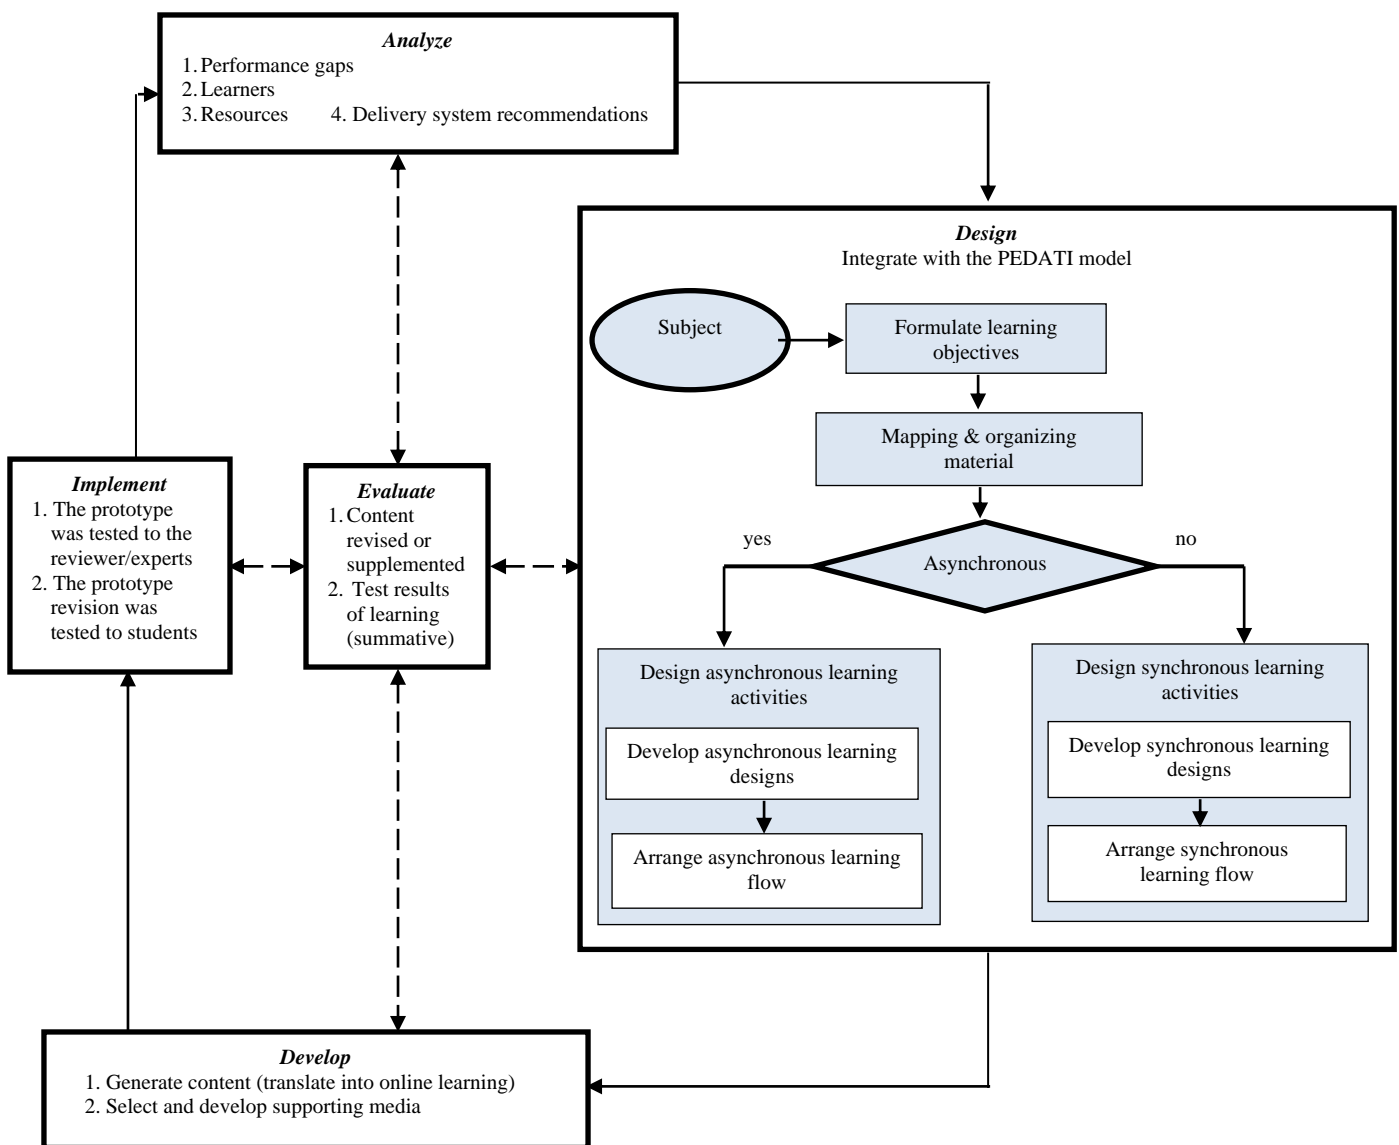 Analyze
1. Performance gaps
2. Learners
3. Resources 4. Delivery system recommendations
Design
Integrate with the PEDATI model
Subject
Formulate learning
objectives
Mapping & organizing
material
yes
Asynchronous
no
Design asynchronous learning
activities
Develop asynchronous learning
designs
Arrange asynchronous learning
flow
Design synchronous learning
activities
Develop synchronous learning
designs
Arrange synchronous
learning flow
Implement
1. The prototype
was tested to the
reviewer/experts
2. The prototype
revision was
tested to students
Evaluate
1. Content
revised or
supplemented
2. Test results
of learning
(summative)
Develop
1. Generate content (translate into online learning)
2. Select and develop supporting media